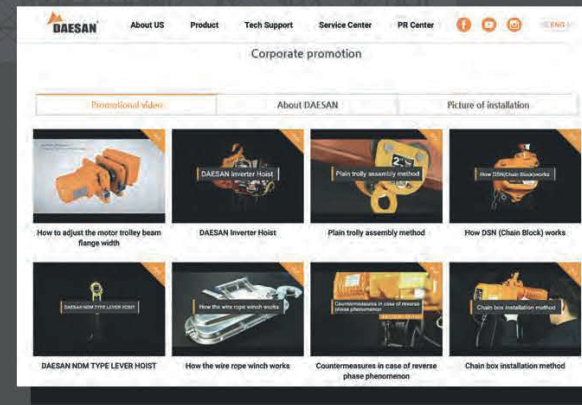 DAESAN
About US
Product
Tech Support
Service Center
PR Center
ENG
Corporate promotion
Promotional video
About DAESAN
Picture of installation
DAESAN Inverter Hoist
Plain trolly assembly method
How DSN(Chain Block)works
How to adjust the motor trolley beam
flange width
DAESAN Inverter Hoist
Plain trolly assembly method
How DSN (Chain Block) works
DAESAN NDM TYPE LEVER HOIST
How the wire rope winch works
Countermeasures in case of reverse
phase phenomenon
Chain box installation method
DAESAN NDM TYPE LEVER HOIST
How the wire rope winch works
Countermeasures in case of reverse
phase phenomenon
Chain box installation method